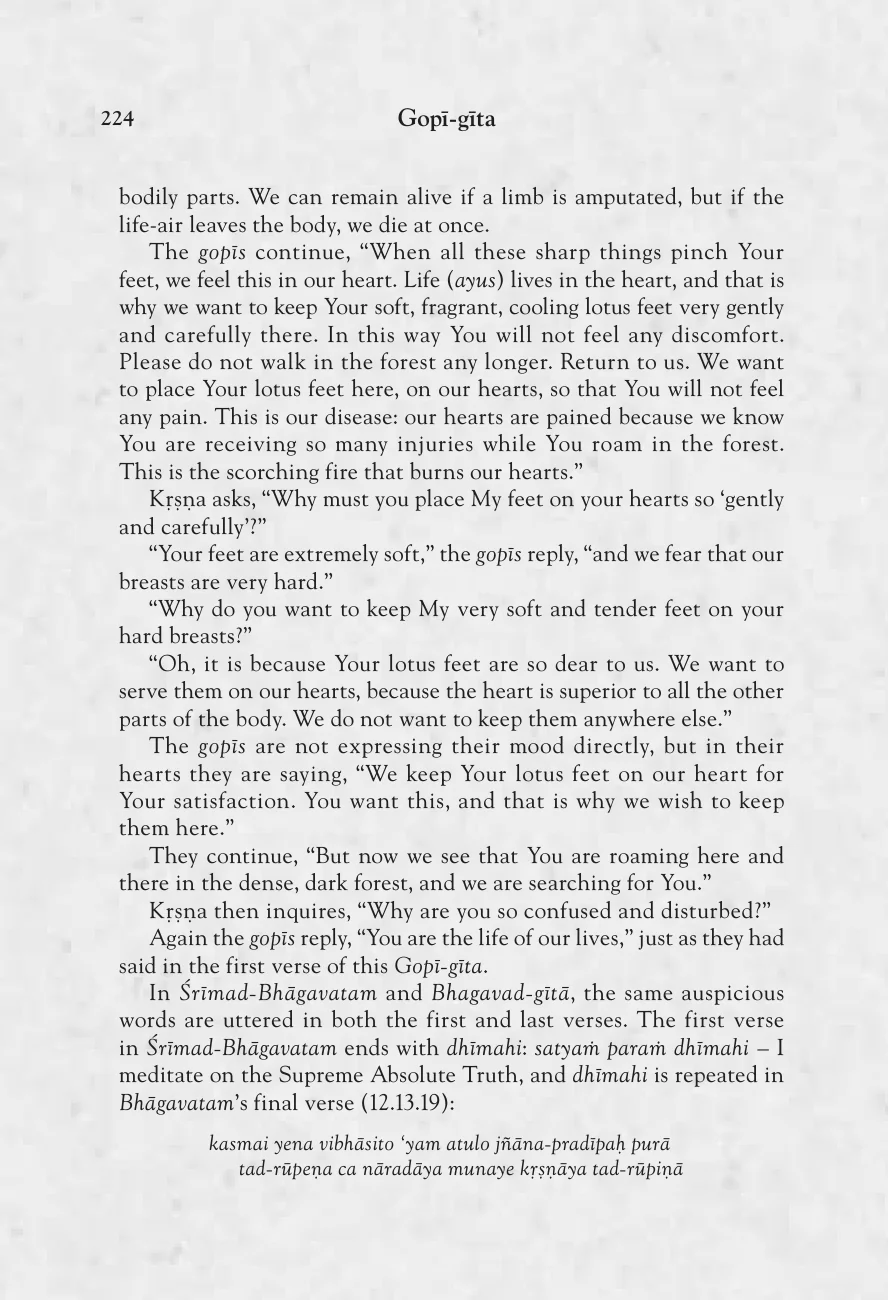 224
Gopī-gīta
bodily parts. We can remain alive if a limb is amputated, but if the
life-air leaves the body, we die at once.
The gopīs continue, “When all these sharp things pinch Your
feet, we feel this in our heart. Life (ayus) lives in the heart, and that is
why we want to keep Your soft, fragrant, cooling lotus feet very gently
and carefully there. In this way You will not feel any discomfort.
Please do not walk in the forest any longer. Return to us. We want
to place Your lotus feet here, on our hearts, so that You will not feel
any pain. This is our disease: our hearts are pained because we know
You are receiving so many injuries while You roam in the forest.
This is the scorching fire that burns our hearts.”
Kṛṣṇa asks, “Why must you place My feet on your hearts so ‘gently
and carefully’?”
“Your feet are extremely soft,” the gopīs reply, “and we fear that our
breasts are very hard.”
“Why do you want to keep My very soft and tender feet on your
hard breasts?”
“Oh, it is because Your lotus feet are so dear to us. We want to
serve them on our hearts, because the heart is superior to all the other
parts of the body. We do not want to keep them anywhere else.”
The gopīs are not expressing their mood directly, but in their
hearts they are saying, “We keep Your lotus feet on our heart for
Your satisfaction. You want this, and that is why we wish to keep
them here.”
They continue, “But now we see that You are roaming here and
there in the dense, dark forest, and we are searching for You.”
Kṛṣṇa then inquires, “Why are you so confused and disturbed?”
Again the gopīs reply, “You are the life of our lives,” just as they had
said in the first verse of this Gopī-gīta.
In Śrīmad-Bhāgavatam and Bhagavad-gītā, the same auspicious
words are uttered in both the first and last verses. The first verse
in Śrīmad-Bhāgavatam ends with dhīmahi: satyaṁ paraṁ dhīmahi – I
meditate on the Supreme Absolute Truth, and dhīmahi is repeated in
Bhāgavatam’s final verse (12.13.19):
kasmai yena vibhāsito ‘yam atulo jñāna-pradīpaḥ purā
tad-rūpeṇa ca nāradāya munaye kṛṣṇāya tad-rūpiṇā